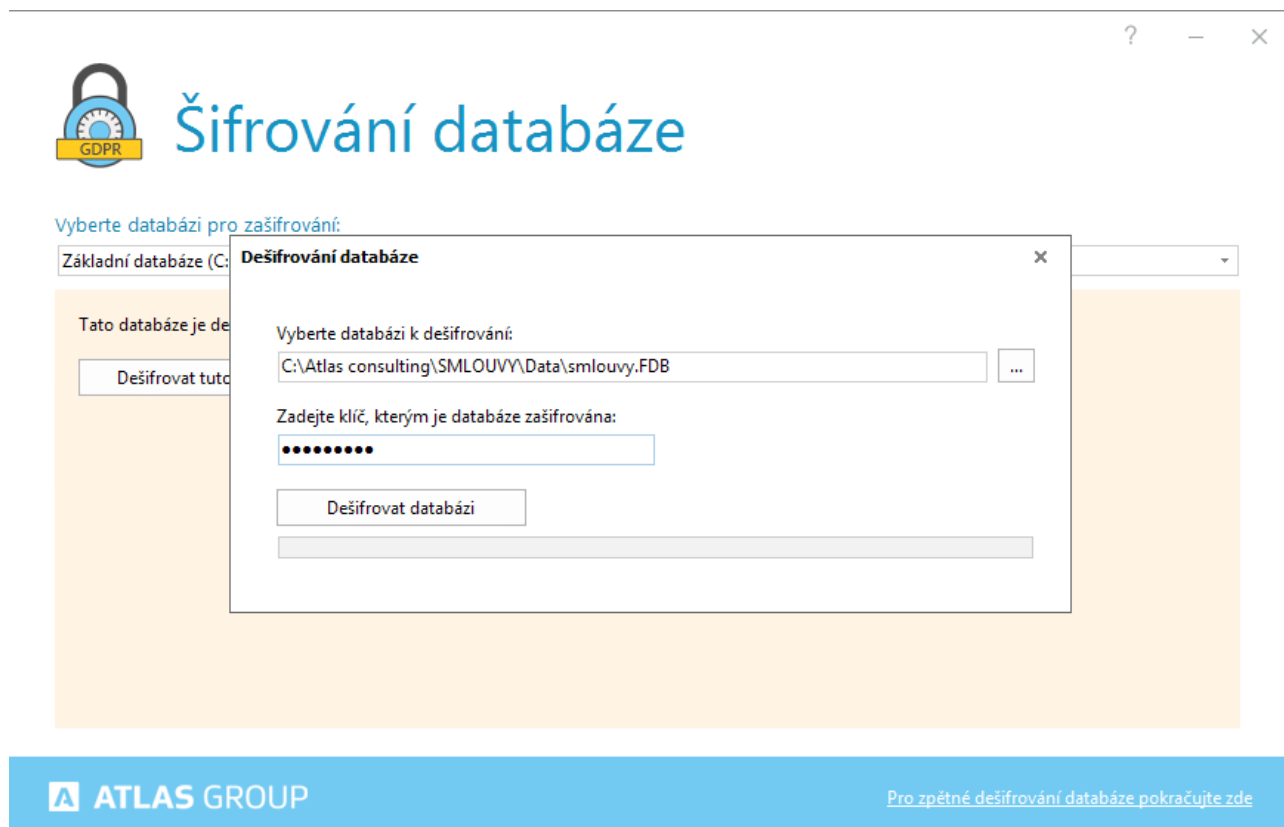 ?
GDPR
Šifrování databáze
Vyberte databázi pro zašifrování:
Základní databáze (C:
Dešifrování databáze
Tato databáze je de
Dešifrovat tuto
Vyberte databázi k dešifrování:
C:\Atlas consulting\SMLOUVY\Data\smlouvy.FDB
...
Zadejte klíč, kterým je databáze zašifrována:
•••••••••
Dešifrovat databázi
A ATLAS GROUP
Pro zpětné dešifrování databáze pokračujte zde